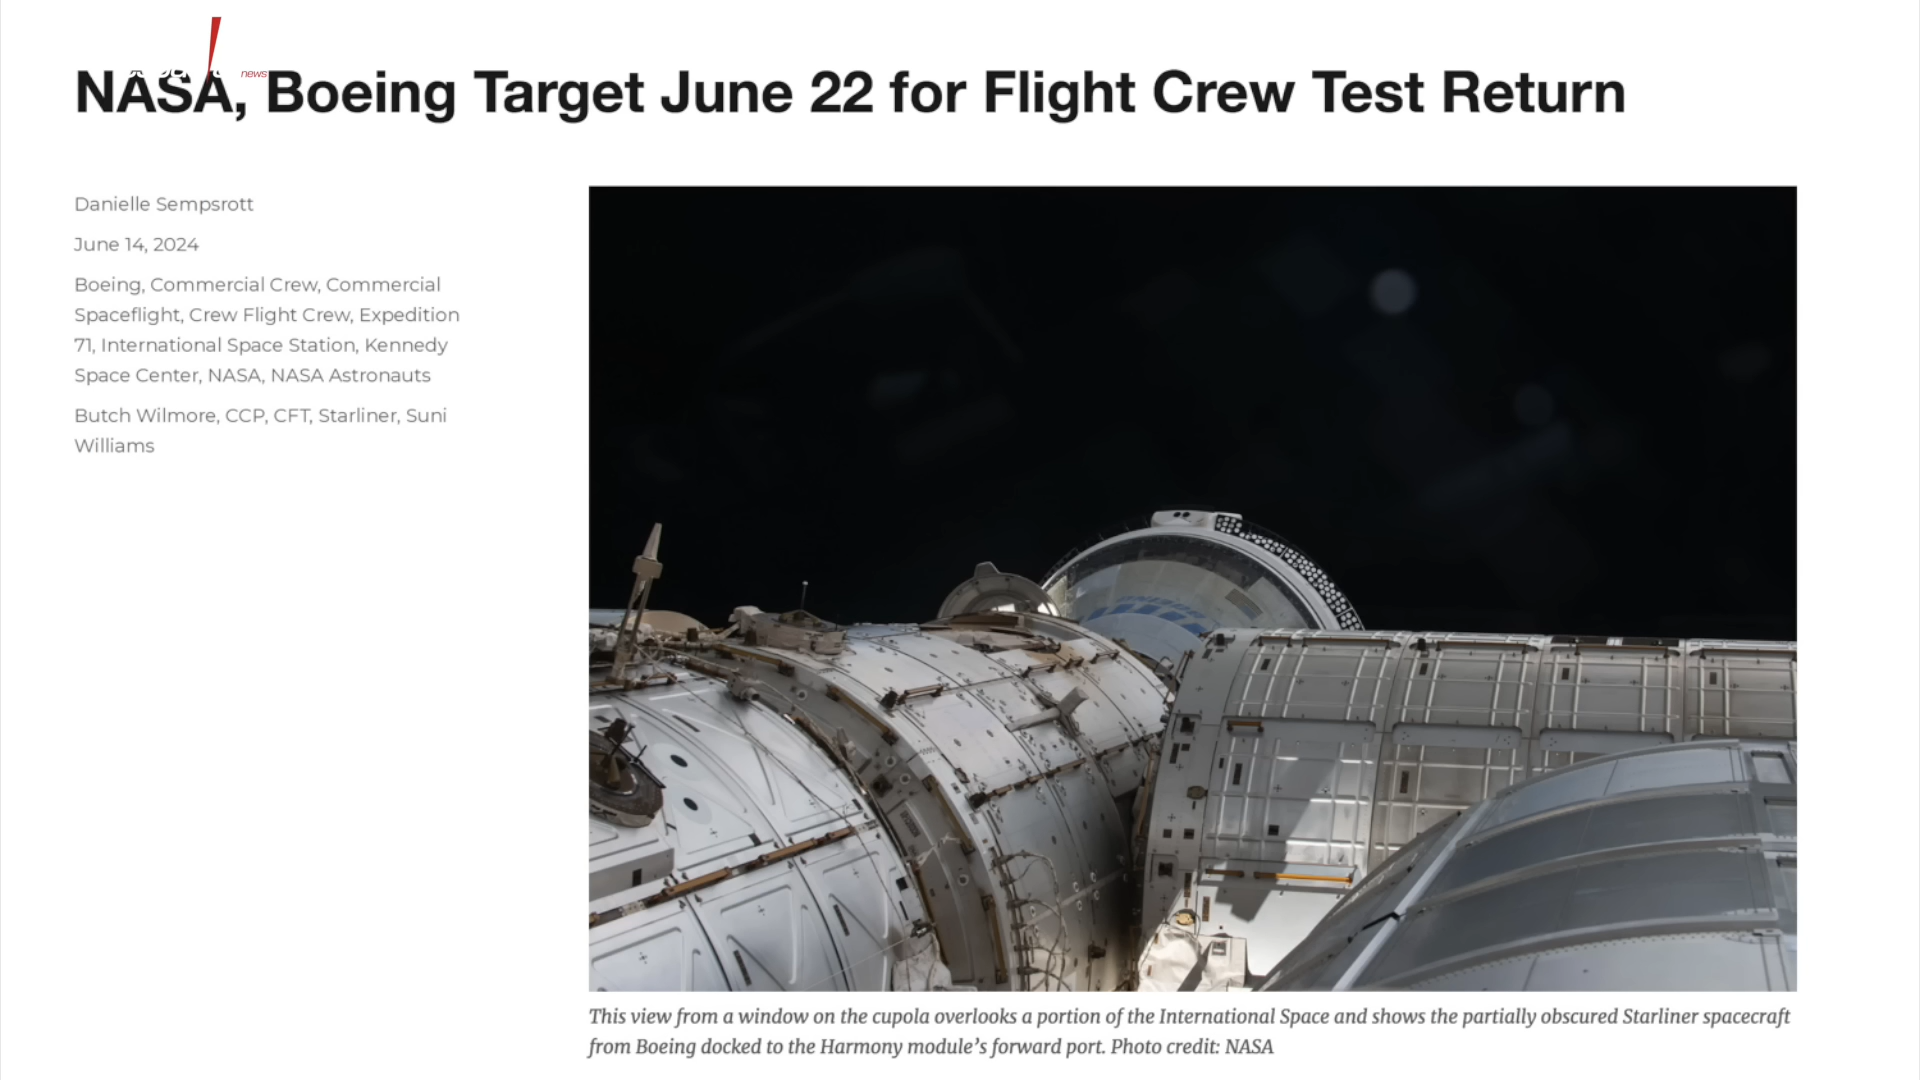 news
NASA, Boeing Target June 22 for Flight Crew Test Return
Danielle Sempsrott
June 14, 2024
Boeing, Commercial Crew, Commercial
Spaceflight, Crew Flight Crew, Expedition
71, International Space Station, Kennedy
Space Center, NASA, NASA Astronauts
Butch Wilmore, CCP, CFT, Starliner, Suni
Williams
BOEING
This view from a window on the cupola overlooks a portion of the International Space and shows the partially obscured Starliner spacecraft
from Boeing docked to the Harmony module’s forward port. Photo credit: NASA